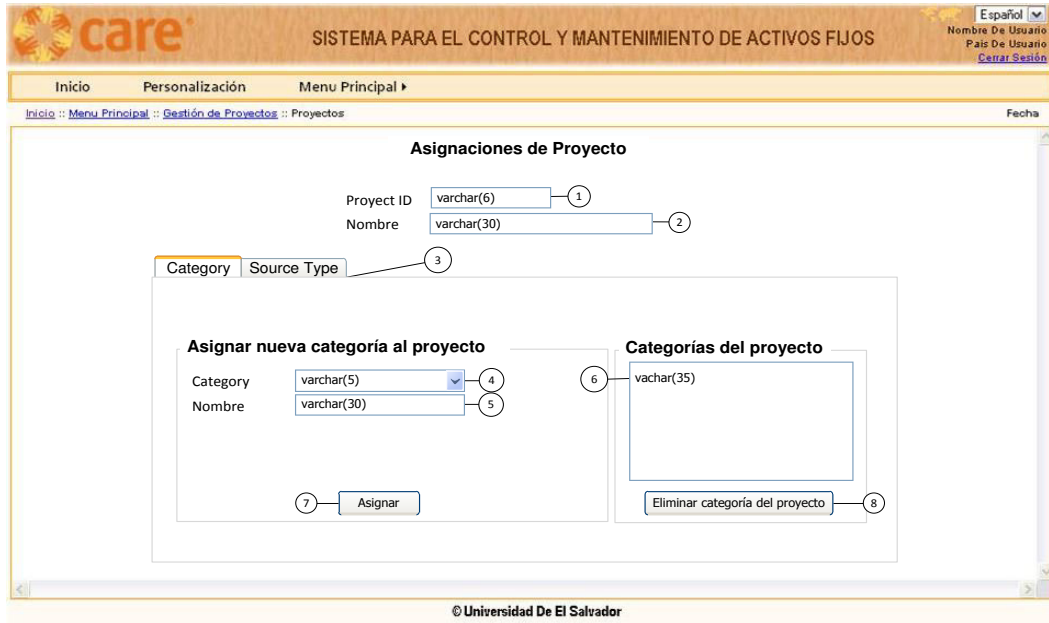 Español
care
SISTEMA PARA EL CONTROL Y MANTENIMIENTO DE ACTIVOS FIJOS
Nombre De Usuario
Pais De Usuario
Cerrar Sesión
Inicio Personalización Menu Principal
Inicio :: Menu Principal :: Gestión de Proyectos :: Proyectos Fecha
Asignaciones de Proyecto
Proyect ID varchar(6) 1
Nombre varchar(30) 2
Category Source Type 3
Asignar nueva categoría al proyecto
Category varchar(5) 4
Nombre varchar(30) 5
7 Asignar
Categorías del proyecto
6 vachar(35)
Eliminar categoría del proyecto 8
© Universidad De El Salvador